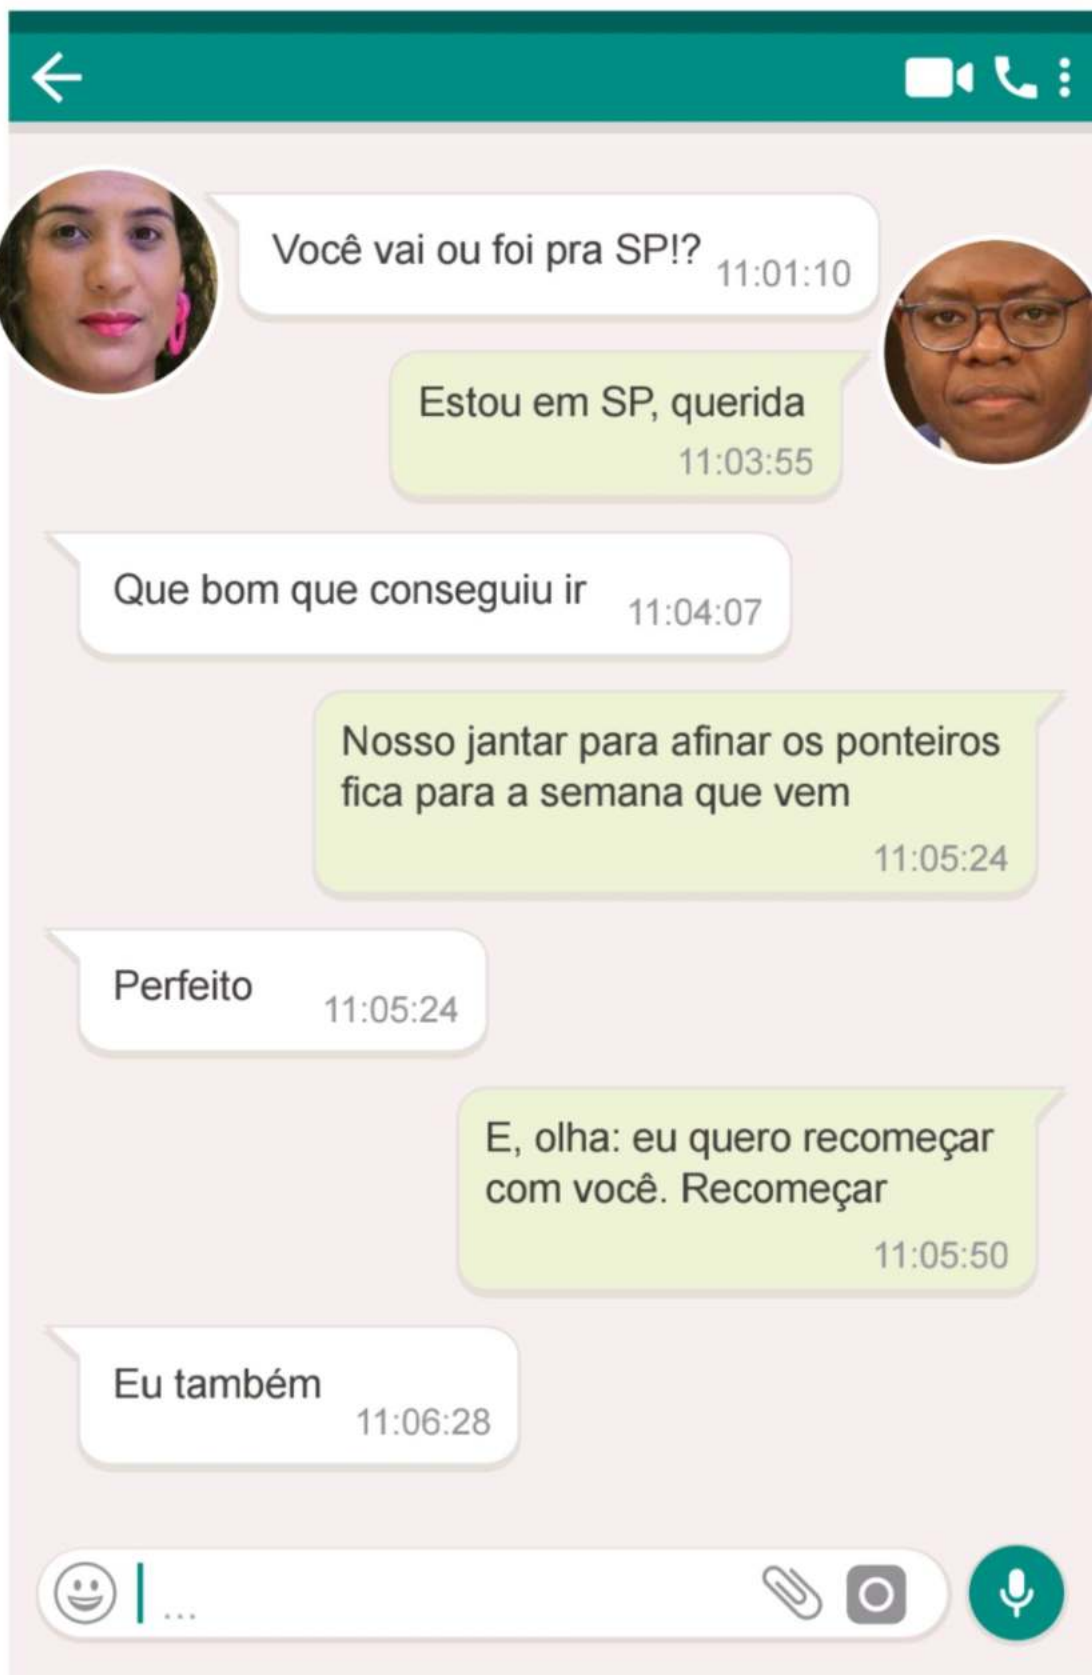 Você vai ou foi pra SP!?
11:01:10
Estou em SP, querida
11:03:55
Que bom que conseguiu ir
11:04:07
Nosso jantar para afinar os ponteiros
fica para a semana que vem
11:05:24
Perfeito
11:05:24
E, olha: eu quero recomeçar
com você. Recomeçar
11:05:50
Eu também
11:06:28
...